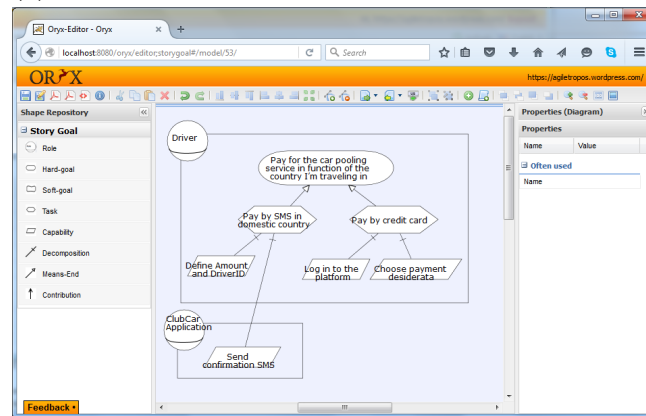 Oryx-Editor - Oryx
localhost:8080/oryx/editor;storygoal#/model/53/
Search
ORYX
https://agiletropos.wordpress.com/
Shape Repository
Properties (Diagram)
Story Goal
Properties
Name Value
Often used
Name
Role
Hard-goal
Soft-goal
Task
Capability
Decomposition
Means-End
Contribution
Driver
Pay for the car pooling
service in function of the
country I'm traveling in
Pay by SMS in
domestic country
Pay by credit card
Define Amount
and DriverID
Log in to the
platform
Choose payment
desiderata
ClubCar
Application
Send
confirmation SMS
Feedback